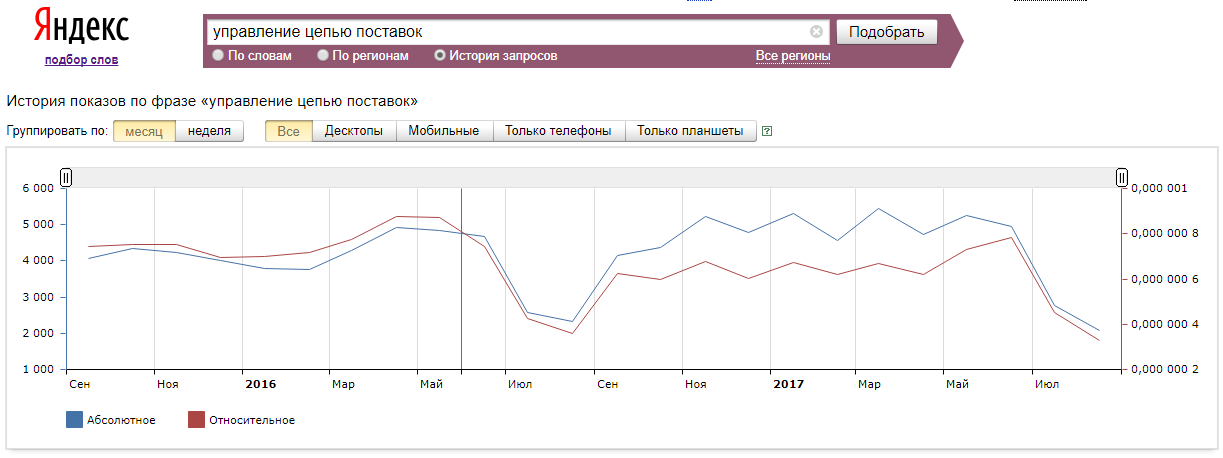 Яндекс
подбор слов
управление цепью поставок
Подобрать
По словам По регионам История запросов Все регионы
История показов по фразе «управление цепью поставок»
Группировать по: месяц неделя Все Десктопы Мобильные Только телефоны Только планшеты ?
6 000 0,000 001
5 000 0,000 000 8
4 000 0,000 000 6
3 000 0,000 000 4
2 000 0,000 000 2
1 000
Сен Ноя 2016 Мар Май Июл Сен Ноя 2017 Мар Май Июл
Абсолютное Относительное